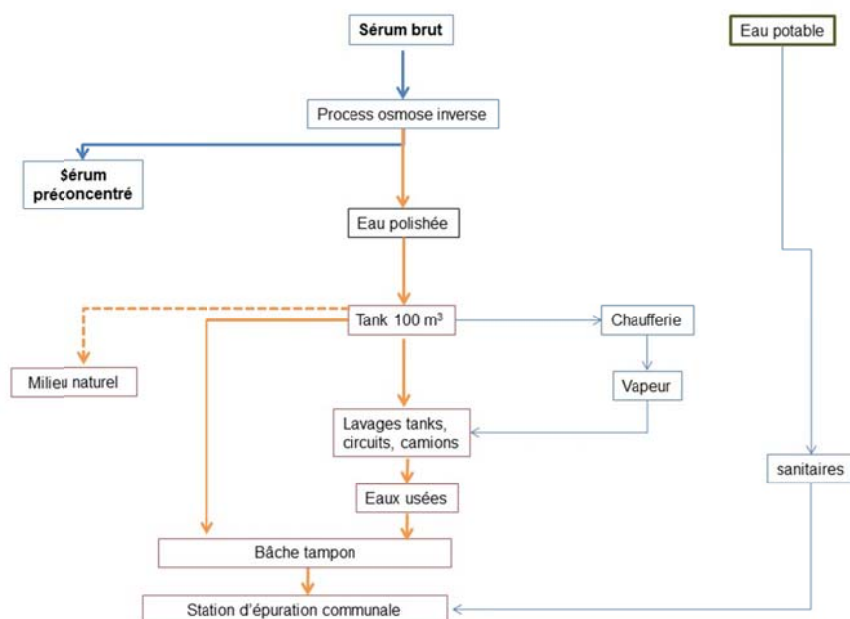 Sérum brut
Eau potable
Process osmose inverse
Sérum
préconcentré
Eau polishée
Tank 100 m³
Chaufferie
Milieu naturel
Vapeur
Lavages tanks,
circuits, camions
sanitaires
Eaux usées
Bâche tampon
Station d'épuration communale